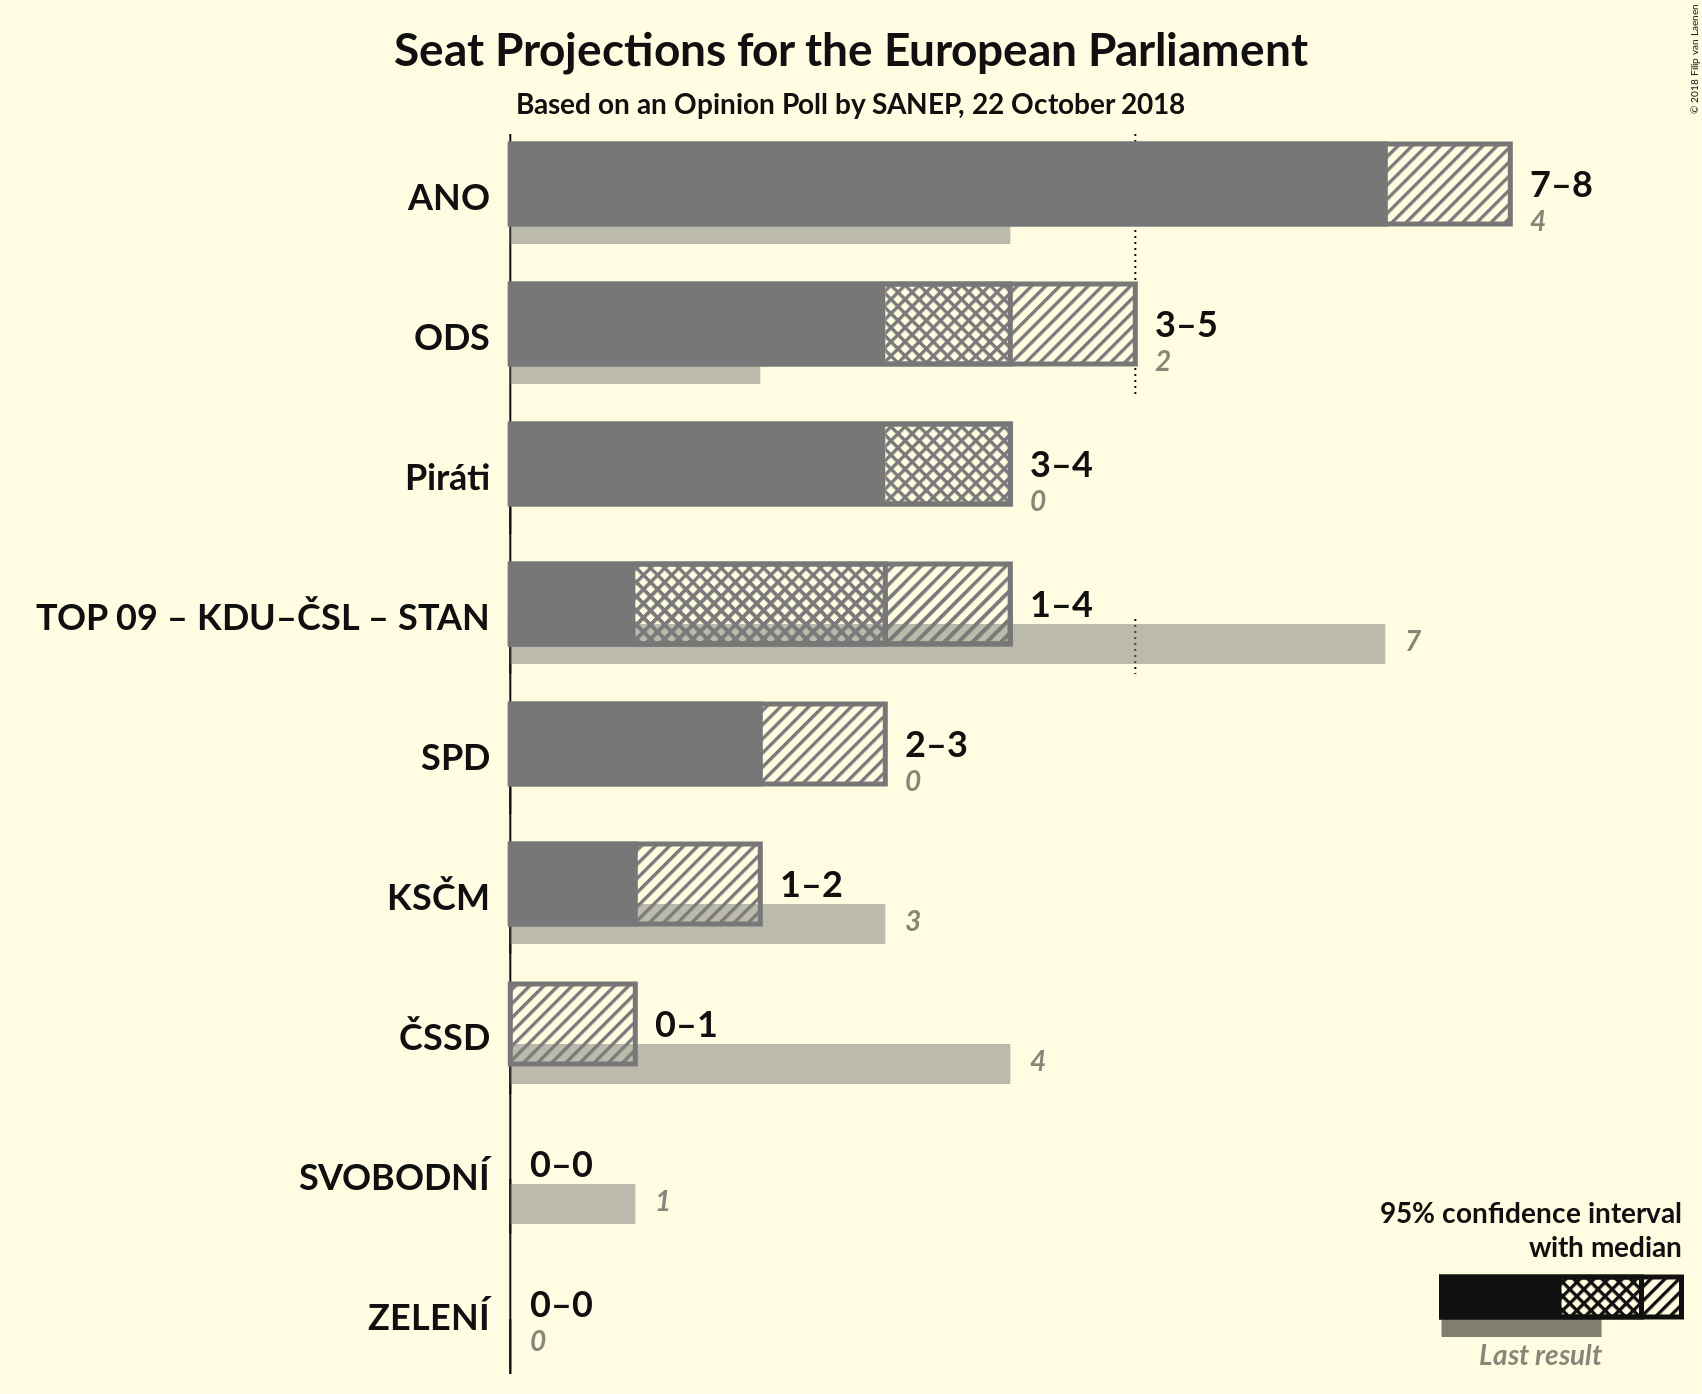 Seat Projections for the European Parliament
Based on an Opinion Poll by SANEP, 22 October 2018
© 2018 Filip van Laenen
ANO
7–8
4
ODS
3–5
2
Piráti
3–4
0
TOP 09 – KDU–ČSL – STAN
1–4
7
SPD
2–3
0
KSČM
1–2
3
ČSSD
0–1
4
SVOBODNÍ
0–0
1
ZELENÍ
0–0
0
95% confidence interval
with median
Last result